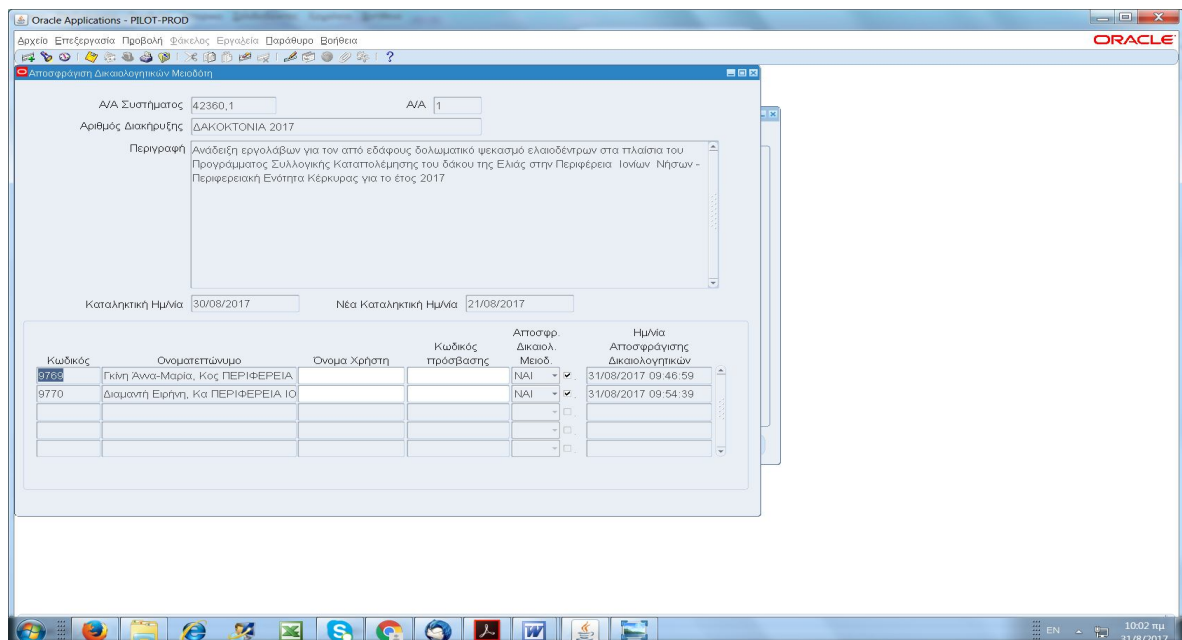 Oracle Applications - PILOT-PROD
Αρχείο Επεξεργασία Προβολή Φάκελος Εργαλεία Παράθυρο Βοήθεια
ORACLE
Αποσφράγιση Δικαιολογητικών Μειοδότη
Α/Α Συστήματος 42360,1 Α/Α 1
Αριθμός Διακήρυξης ΔΑΚΟΚΤΟΝΙΑ 2017
Περιγραφή Ανάδειξη εργολάβων για τον από εδάφους δολωματικό ψεκασμό ελαιοδέντρων στα πλαίσια του
Προγράμματος Συλλογικής Καταπολέμησης του δάκου της Ελιάς στην Περιφέρεια Ιονίων Νήσων -
Περιφερειακή Ενότητα Κέρκυρας για το έτος 2017
Καταληκτική Ημ/νία 30/08/2017 Νέα Καταληκτική Ημ/νία 21/08/2017
Αποσφρ. Ημ/νία
Κωδικός Δικαιολ. Αποσφράγισης
Κωδικός Ονοματεπώνυμο Όνομα Χρήστη πρόσβασης Μειοδ. Δικαιολογητικών
9769 Γκίνη Άννα-Μαρία, Κος ΠΕΡΙΦΕΡΕΙΑ ΝΑΙ 31/08/2017 09:46:59
9770 Διαμαντή Ειρήνη, Κα ΠΕΡΙΦΕΡΕΙΑ ΙΟ ΝΑΙ 31/08/2017 09:54:39
EN 10:02 πμ
31/8/2017